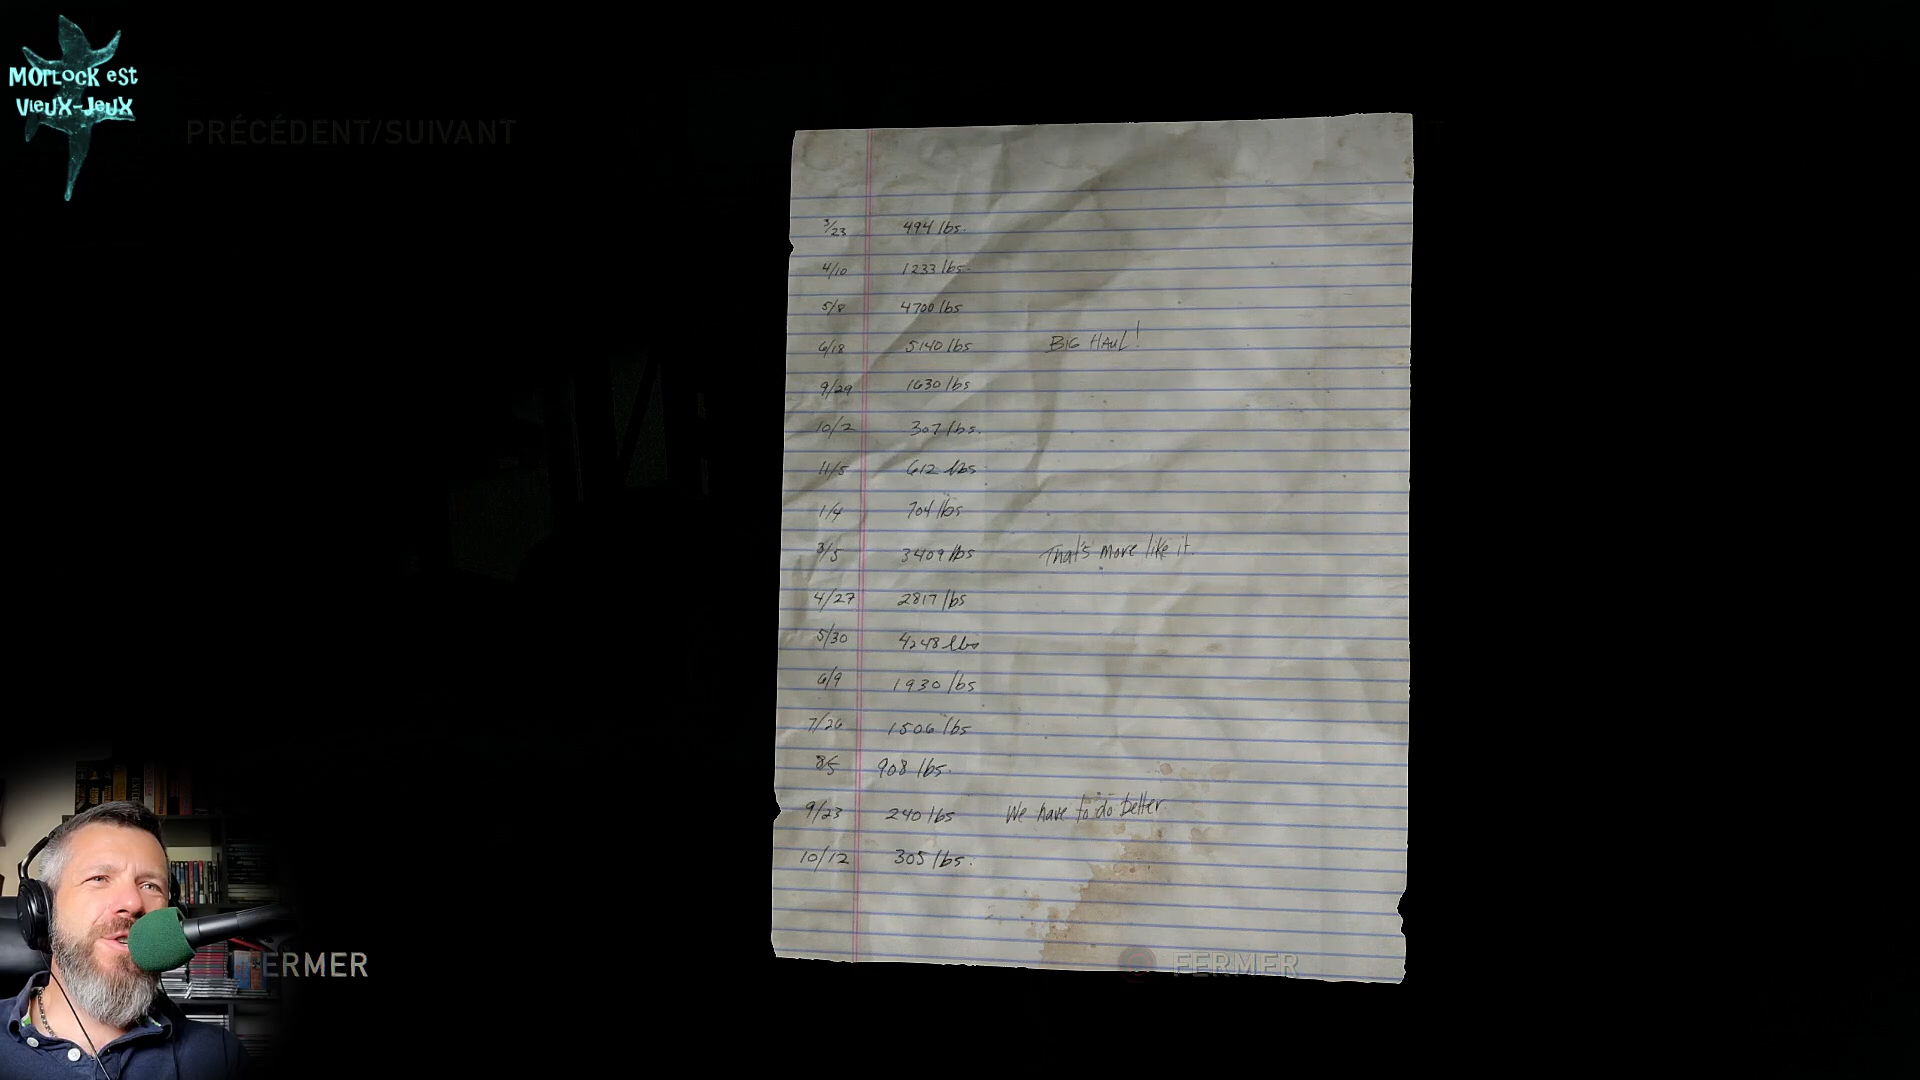 MOrLOCK est
VIeUX-JeUX
PRÉCÉDENT/SUIVANT
3/23 494 lbs.
4/10 1233 lbs.
5/8 4700 lbs
6/18 5140 lbs BIG HAUL!
9/29 1630 lbs
10/2 307 lbs.
11/5 612 lbs
1/4 704 lbs
3/5 3409 lbs That's more like it.
4/27 2817 lbs
5/30 4248 lbs
6/9 1930 lbs
7/26 1506 lbs
908 lbs.
9/23 240 lbs We have to do better.
10/12 305 lbs.
ERMER
FERMER